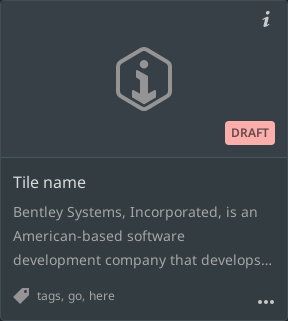 DRAFT
Tile name
Bentley Systems, Incorporated, is an
American-based software
development company that develops...
tags, go, here